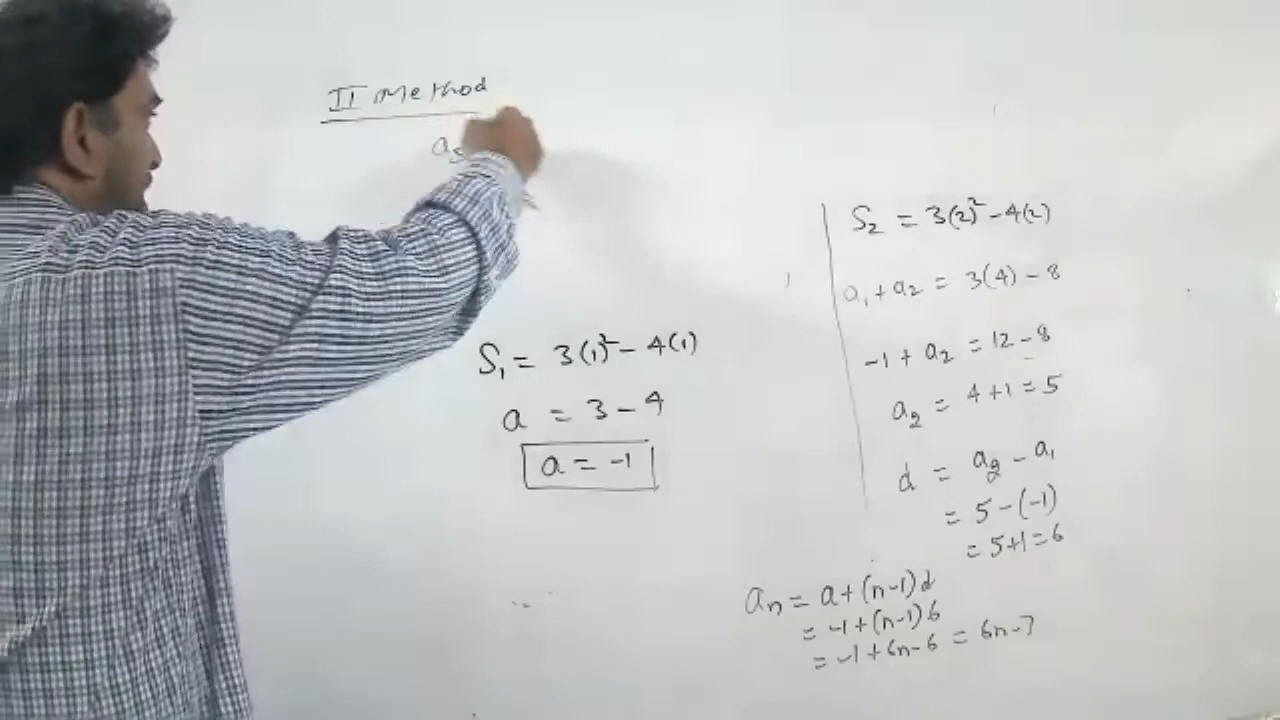 II Method
a₅
S₁ = 3(1)² - 4(1)
a = 3 - 4
a = -1
S₂ = 3(2)² - 4(2)
a₁ + a₂ = 3(4) - 8
-1 + a₂ = 12 - 8
a₂ = 4 + 1 = 5
d = a₂ - a₁
= 5 - (-1)
= 5+1 = 6
aₙ = a + (n-1)d
= -1 + (n-1)6
= -1 + 6n - 6 = 6n - 7